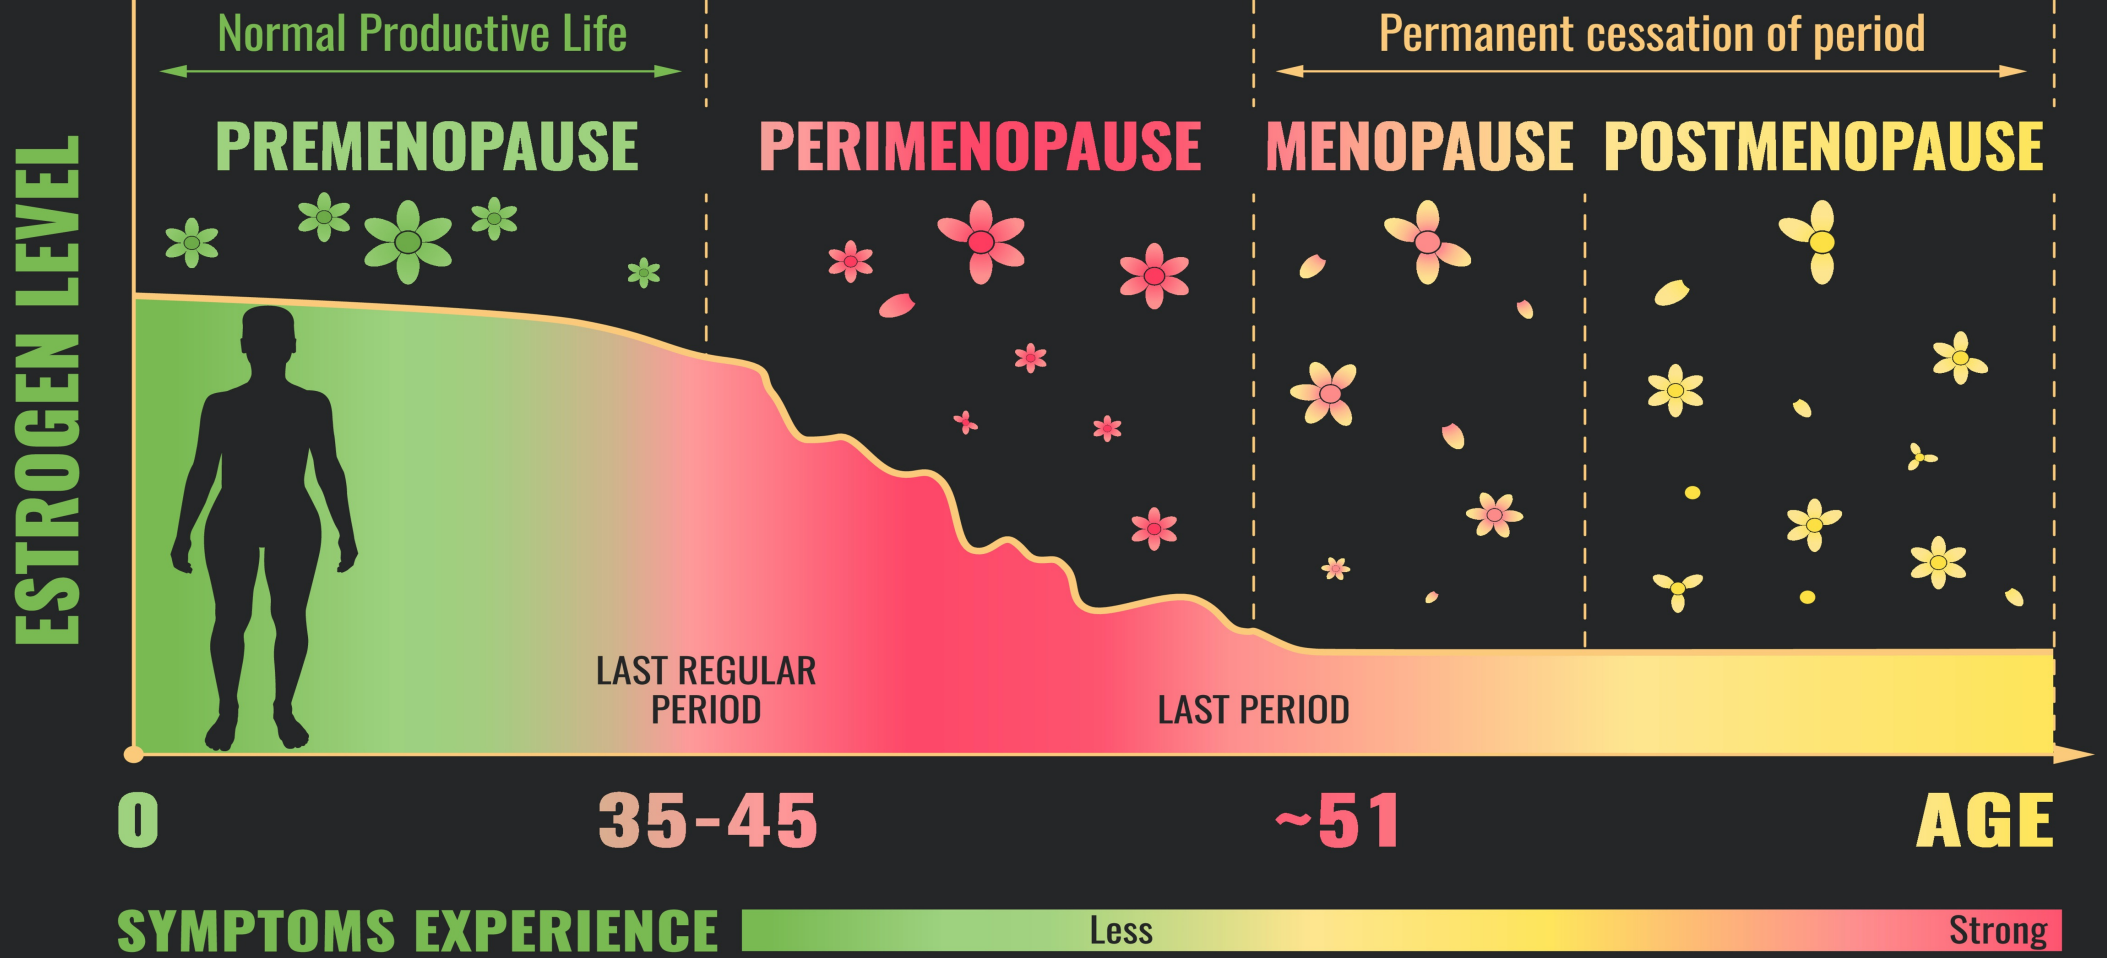 Normal Productive Life
Permanent cessation of period
PREMENOPAUSE
PERIMENOPAUSE
MENOPAUSE
POSTMENOPAUSE
ESTROGEN LEVEL
LAST REGULAR
PERIOD
LAST PERIOD
0
35-45
~51
AGE
SYMPTOMS EXPERIENCE
Less
Strong